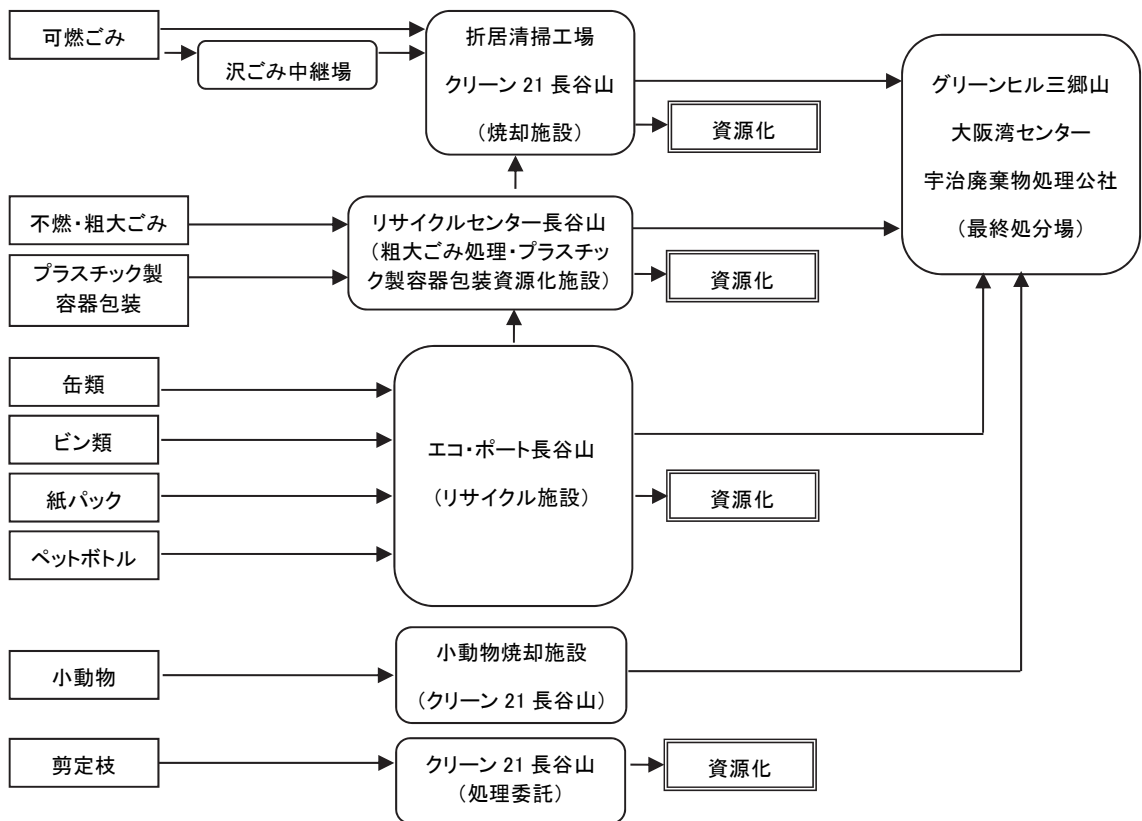 可燃ごみ
沢ごみ中継場
折居清掃工場
クリーン 21 長谷山
(焼却施設)
資源化
グリーンヒル三郷山
大阪湾センター
宇治廃棄物処理公社
(最終処分場)
不燃・粗大ごみ
プラスチック製
容器包装
リサイクルセンター長谷山
(粗大ごみ処理・プラスチッ
ク製容器包装資源化施設)
資源化
缶類
ビン類
紙パック
ペットボトル
エコ・ポート長谷山
(リサイクル施設)
資源化
小動物
小動物焼却施設
(クリーン 21 長谷山)
剪定枝
クリーン 21 長谷山
(処理委託)
資源化